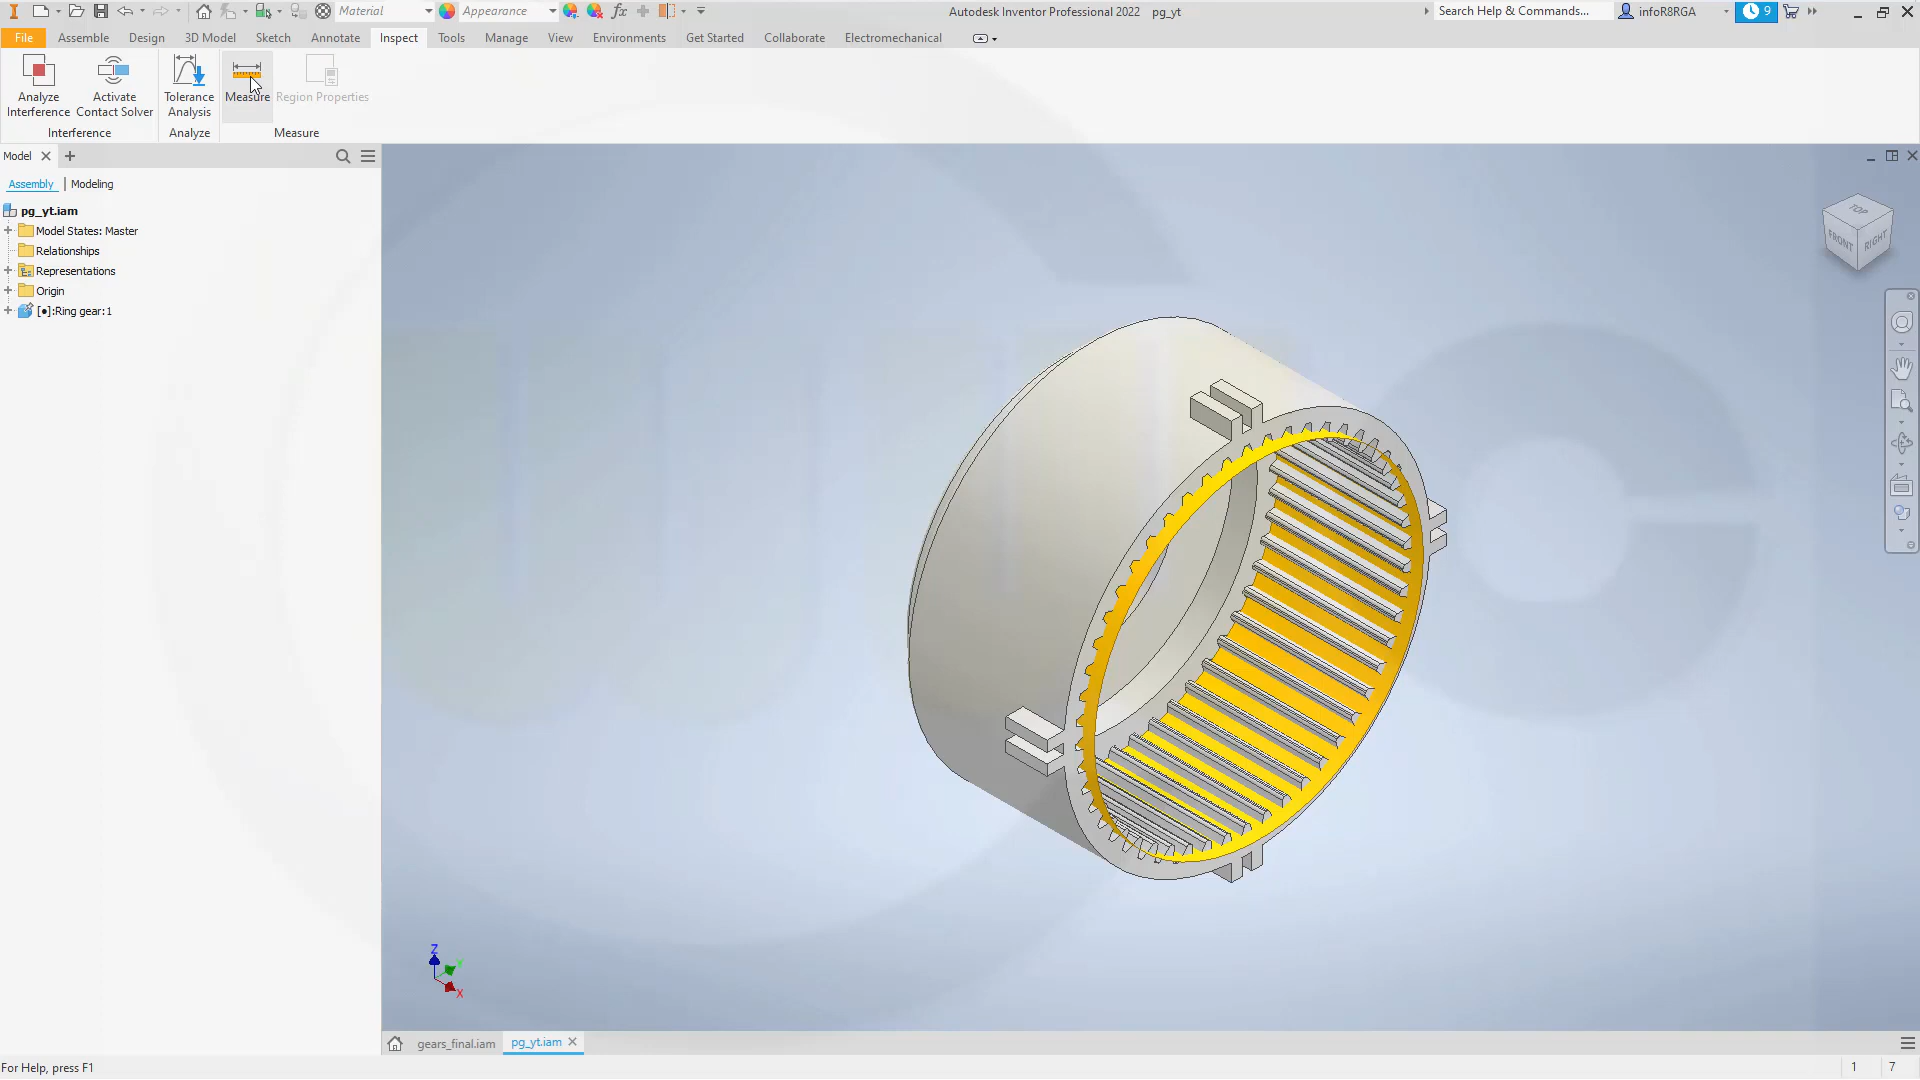 Material
Appearance
fx
Autodesk Inventor Professional 2022 pg_yt
Search Help & Commands...
infoR8RGA
9
File
Assemble
Design
3D Model
Sketch
Annotate
Inspect
Tools
Manage
View
Environments
Get Started
Collaborate
Electromechanical
Analyze
Interference
Activate
Contact Solver
Tolerance
Analysis
Measure
Region Properties
Interference
Analyze
Measure
Model
Assembly
Modeling
pg_yt.iam
Model States: Master
Relationships
Representations
Origin
[●]:Ring gear:1
TOP
FRONT
RIGHT
Z
Y
X
gears_final.iam
pg_yt.iam
For Help, press F1
1
7